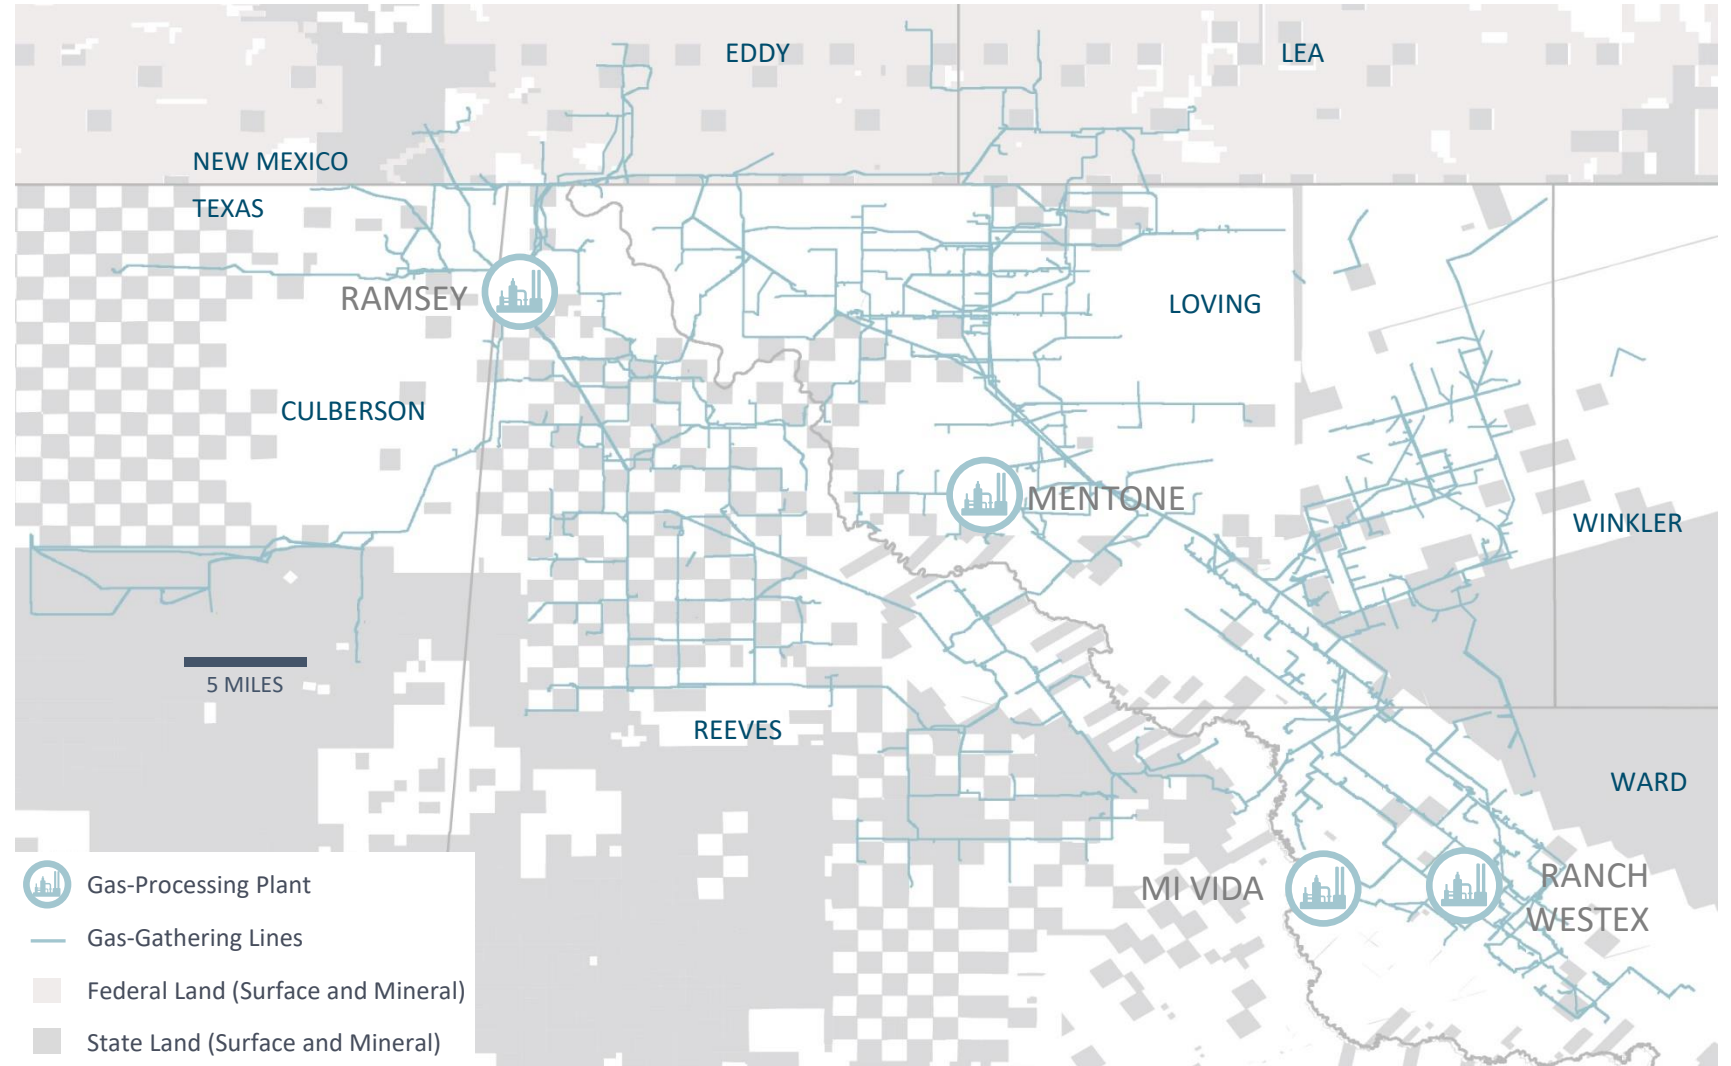 EDDY
LEA
NEW MEXICO
TEXAS
RAMSEY
LOVING
CULBERSON
MENTONE
WINKLER
5 MILES
REEVES
WARD
MI VIDA
RANCH
WESTEX
Gas-Processing Plant
Gas-Gathering Lines
Federal Land (Surface and Mineral)
State Land (Surface and Mineral)